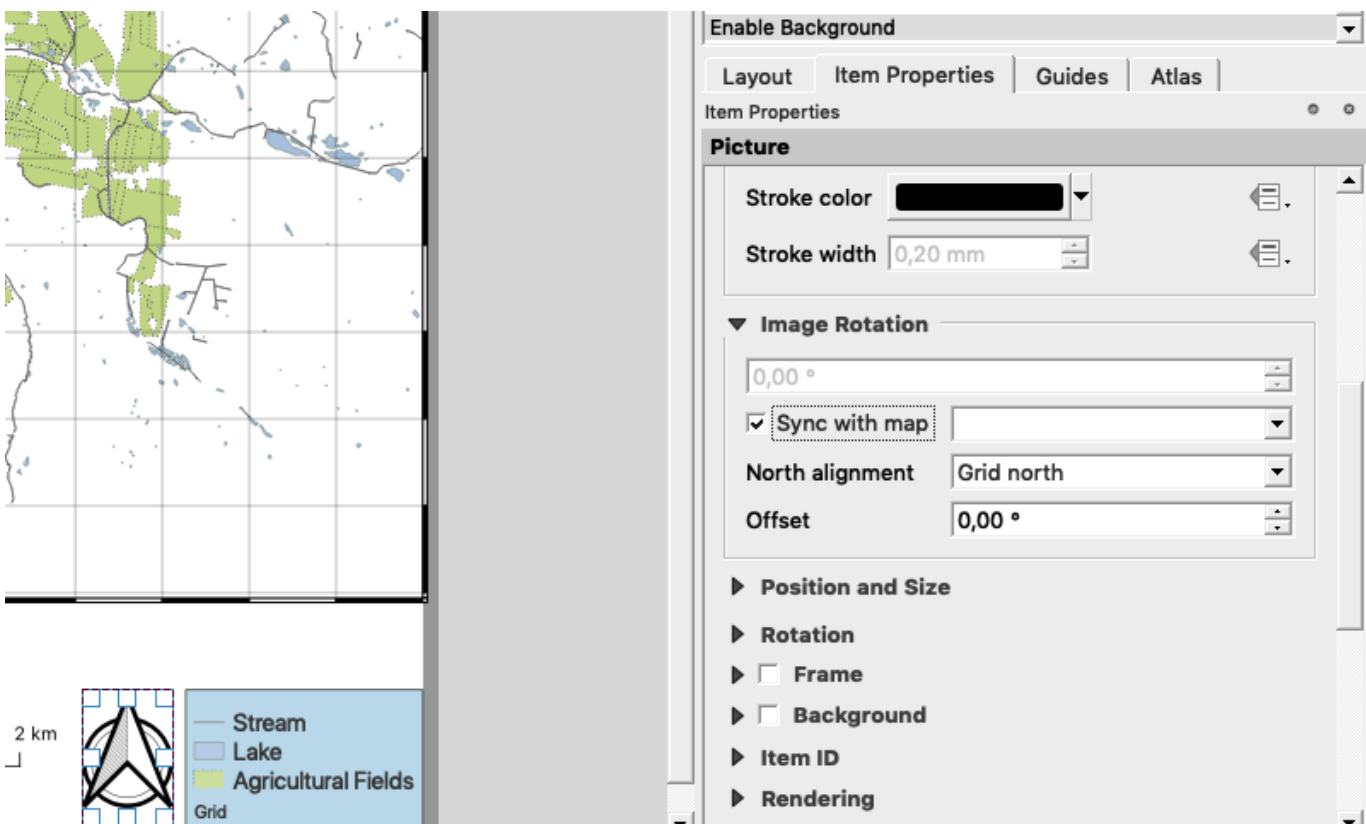 Enable Background
Layout Item Properties Guides Atlas
Item Properties
Picture
Stroke color
Stroke width 0,20 mm
Image Rotation
0,00 °
Sync with map
North alignment Grid north
Offset 0,00 °
Position and Size
Rotation
Frame
Background
Item ID
Rendering
2 km
Stream
Lake
Agricultural Fields
Grid